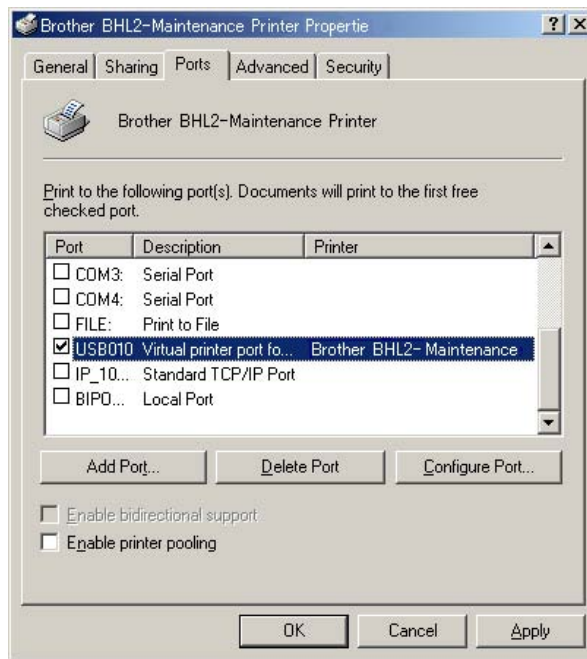 Brother BHL2-Maintenance Printer Propertie
General Sharing Ports Advanced Security
Brother BHL2-Maintenance Printer
Print to the following port(s). Documents will print to the first free
checked port.
Port Description Printer
COM3: Serial Port
COM4: Serial Port
FILE: Print to File
USB010 Virtual printer port fo... Brother BHL2- Maintenance
IP_10... Standard TCP/IP Port
BIPO... Local Port
Add Port... Delete Port Configure Port...
Enable bidirectional support
Enable printer pooling
OK Cancel Apply